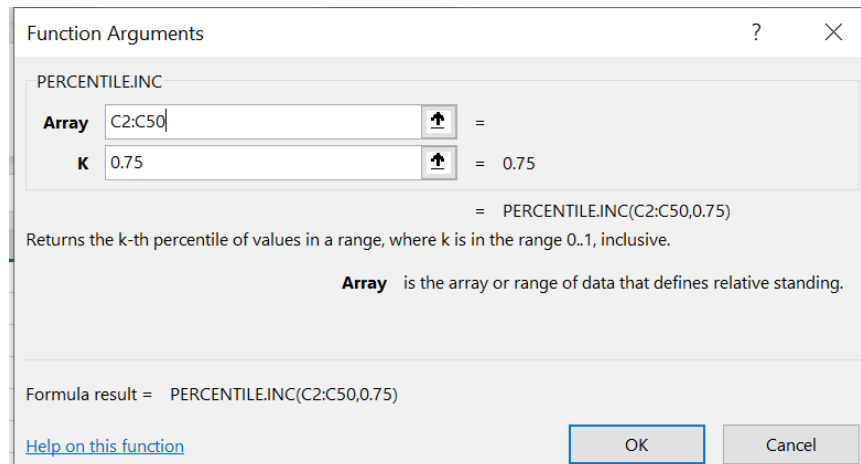 Function Arguments ? ×
PERCENTILE.INC
Array C2:C50 =
K 0.75 = 0.75
= PERCENTILE.INC(C2:C50,0.75)
Returns the k-th percentile of values in a range, where k is in the range 0..1, inclusive.
Array is the array or range of data that defines relative standing.
Formula result = PERCENTILE.INC(C2:C50,0.75)
Help on this function OK Cancel